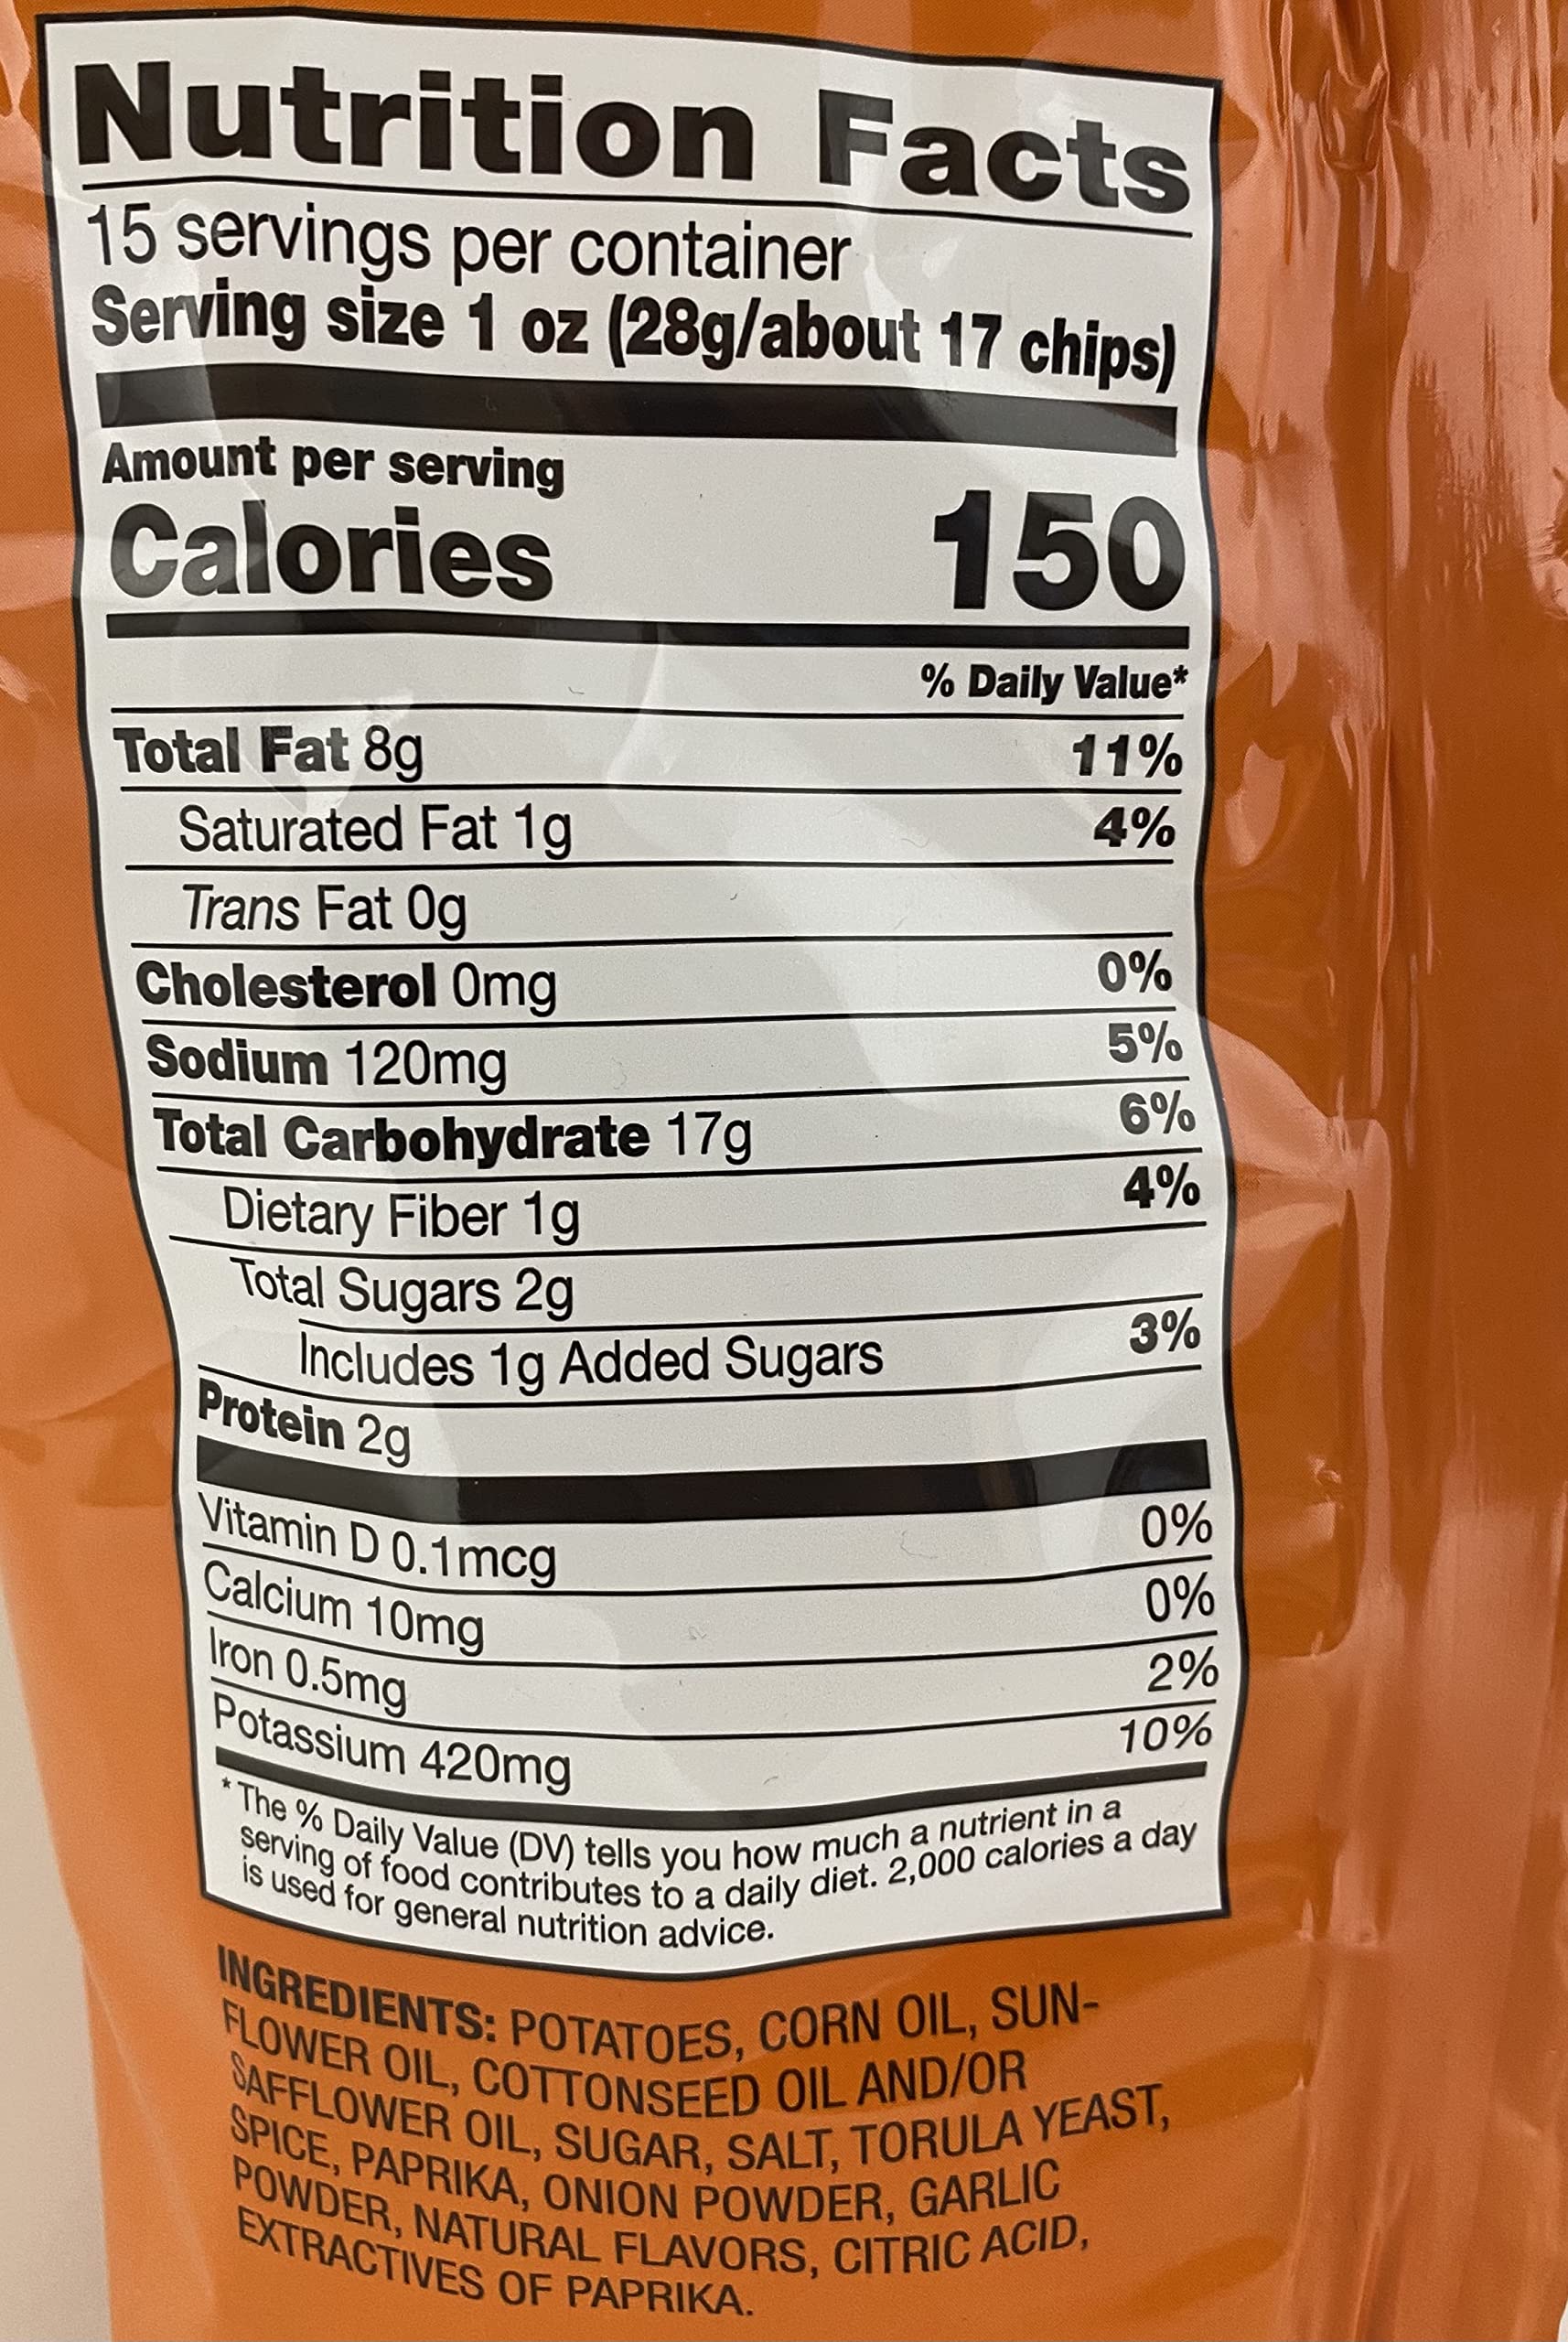 Nutrition Facts
15 servings per container
Serving size 1 oz (28g/about 17 chips)
Amount per serving
Calories 150
% Daily Value*
Total Fat 8g 11%
Saturated Fat 1g 4%
Trans Fat 0g
Cholesterol 0mg 0%
Sodium 120mg 5%
Total Carbohydrate 17g 6%
Dietary Fiber 1g 4%
Total Sugars 2g
Includes 1g Added Sugars 3%
Protein 2g
Vitamin D 0.1mcg 0%
Calcium 10mg 0%
Iron 0.5mg 2%
Potassium 420mg 10%
* The % Daily Value (DV) tells you how much a nutrient in a
serving of food contributes to a daily diet. 2,000 calories a day
is used for general nutrition advice.
INGREDIENTS: POTATOES, CORN OIL, SUN-
FLOWER OIL, COTTONSEED OIL AND/OR
SAFFLOWER OIL, SUGAR, SALT, TORULA YEAST,
SPICE, PAPRIKA, ONION POWDER, GARLIC
POWDER, NATURAL FLAVORS, CITRIC ACID,
EXTRACTIVES OF PAPRIKA.